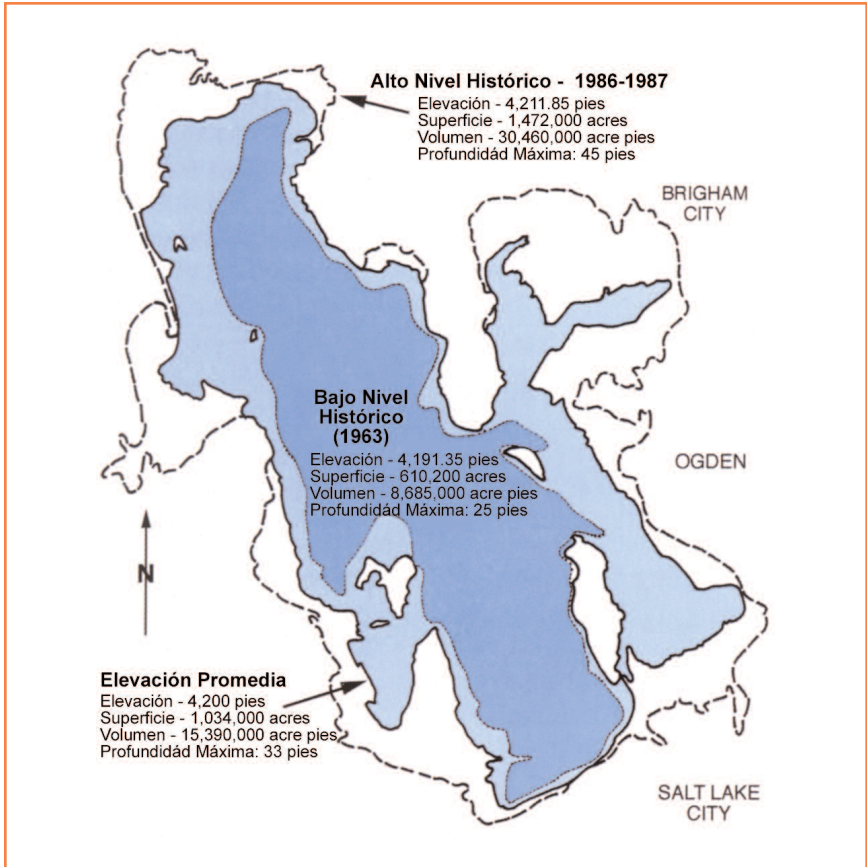 Alto Nivel Histórico - 1986-1987
Elevación - 4,211.85 pies
Superficie - 1,472,000 acres
Volumen - 30,460,000 acre pies
Profundidád Máxima: 45 pies
BRIGHAM
CITY
Bajo Nivel
Histórico
(1963)
Elevación - 4,191.35 pies
Superficie - 610,200 acres
Volumen - 8,685,000 acre pies
Profundidád Máxima: 25 pies
OGDEN
N
Elevación Promedia
Elevación - 4,200 pies
Superficie - 1,034,000 acres
Volumen - 15,390,000 acre pies
Profundidád Máxima: 33 pies
SALT LAKE
CITY